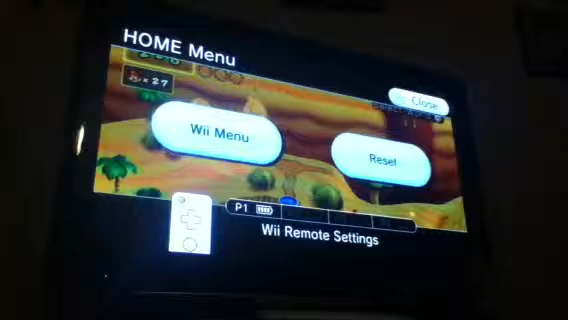 HOME Menu
× 27
Close
Wii Menu
Reset
P1
Wii Remote Settings